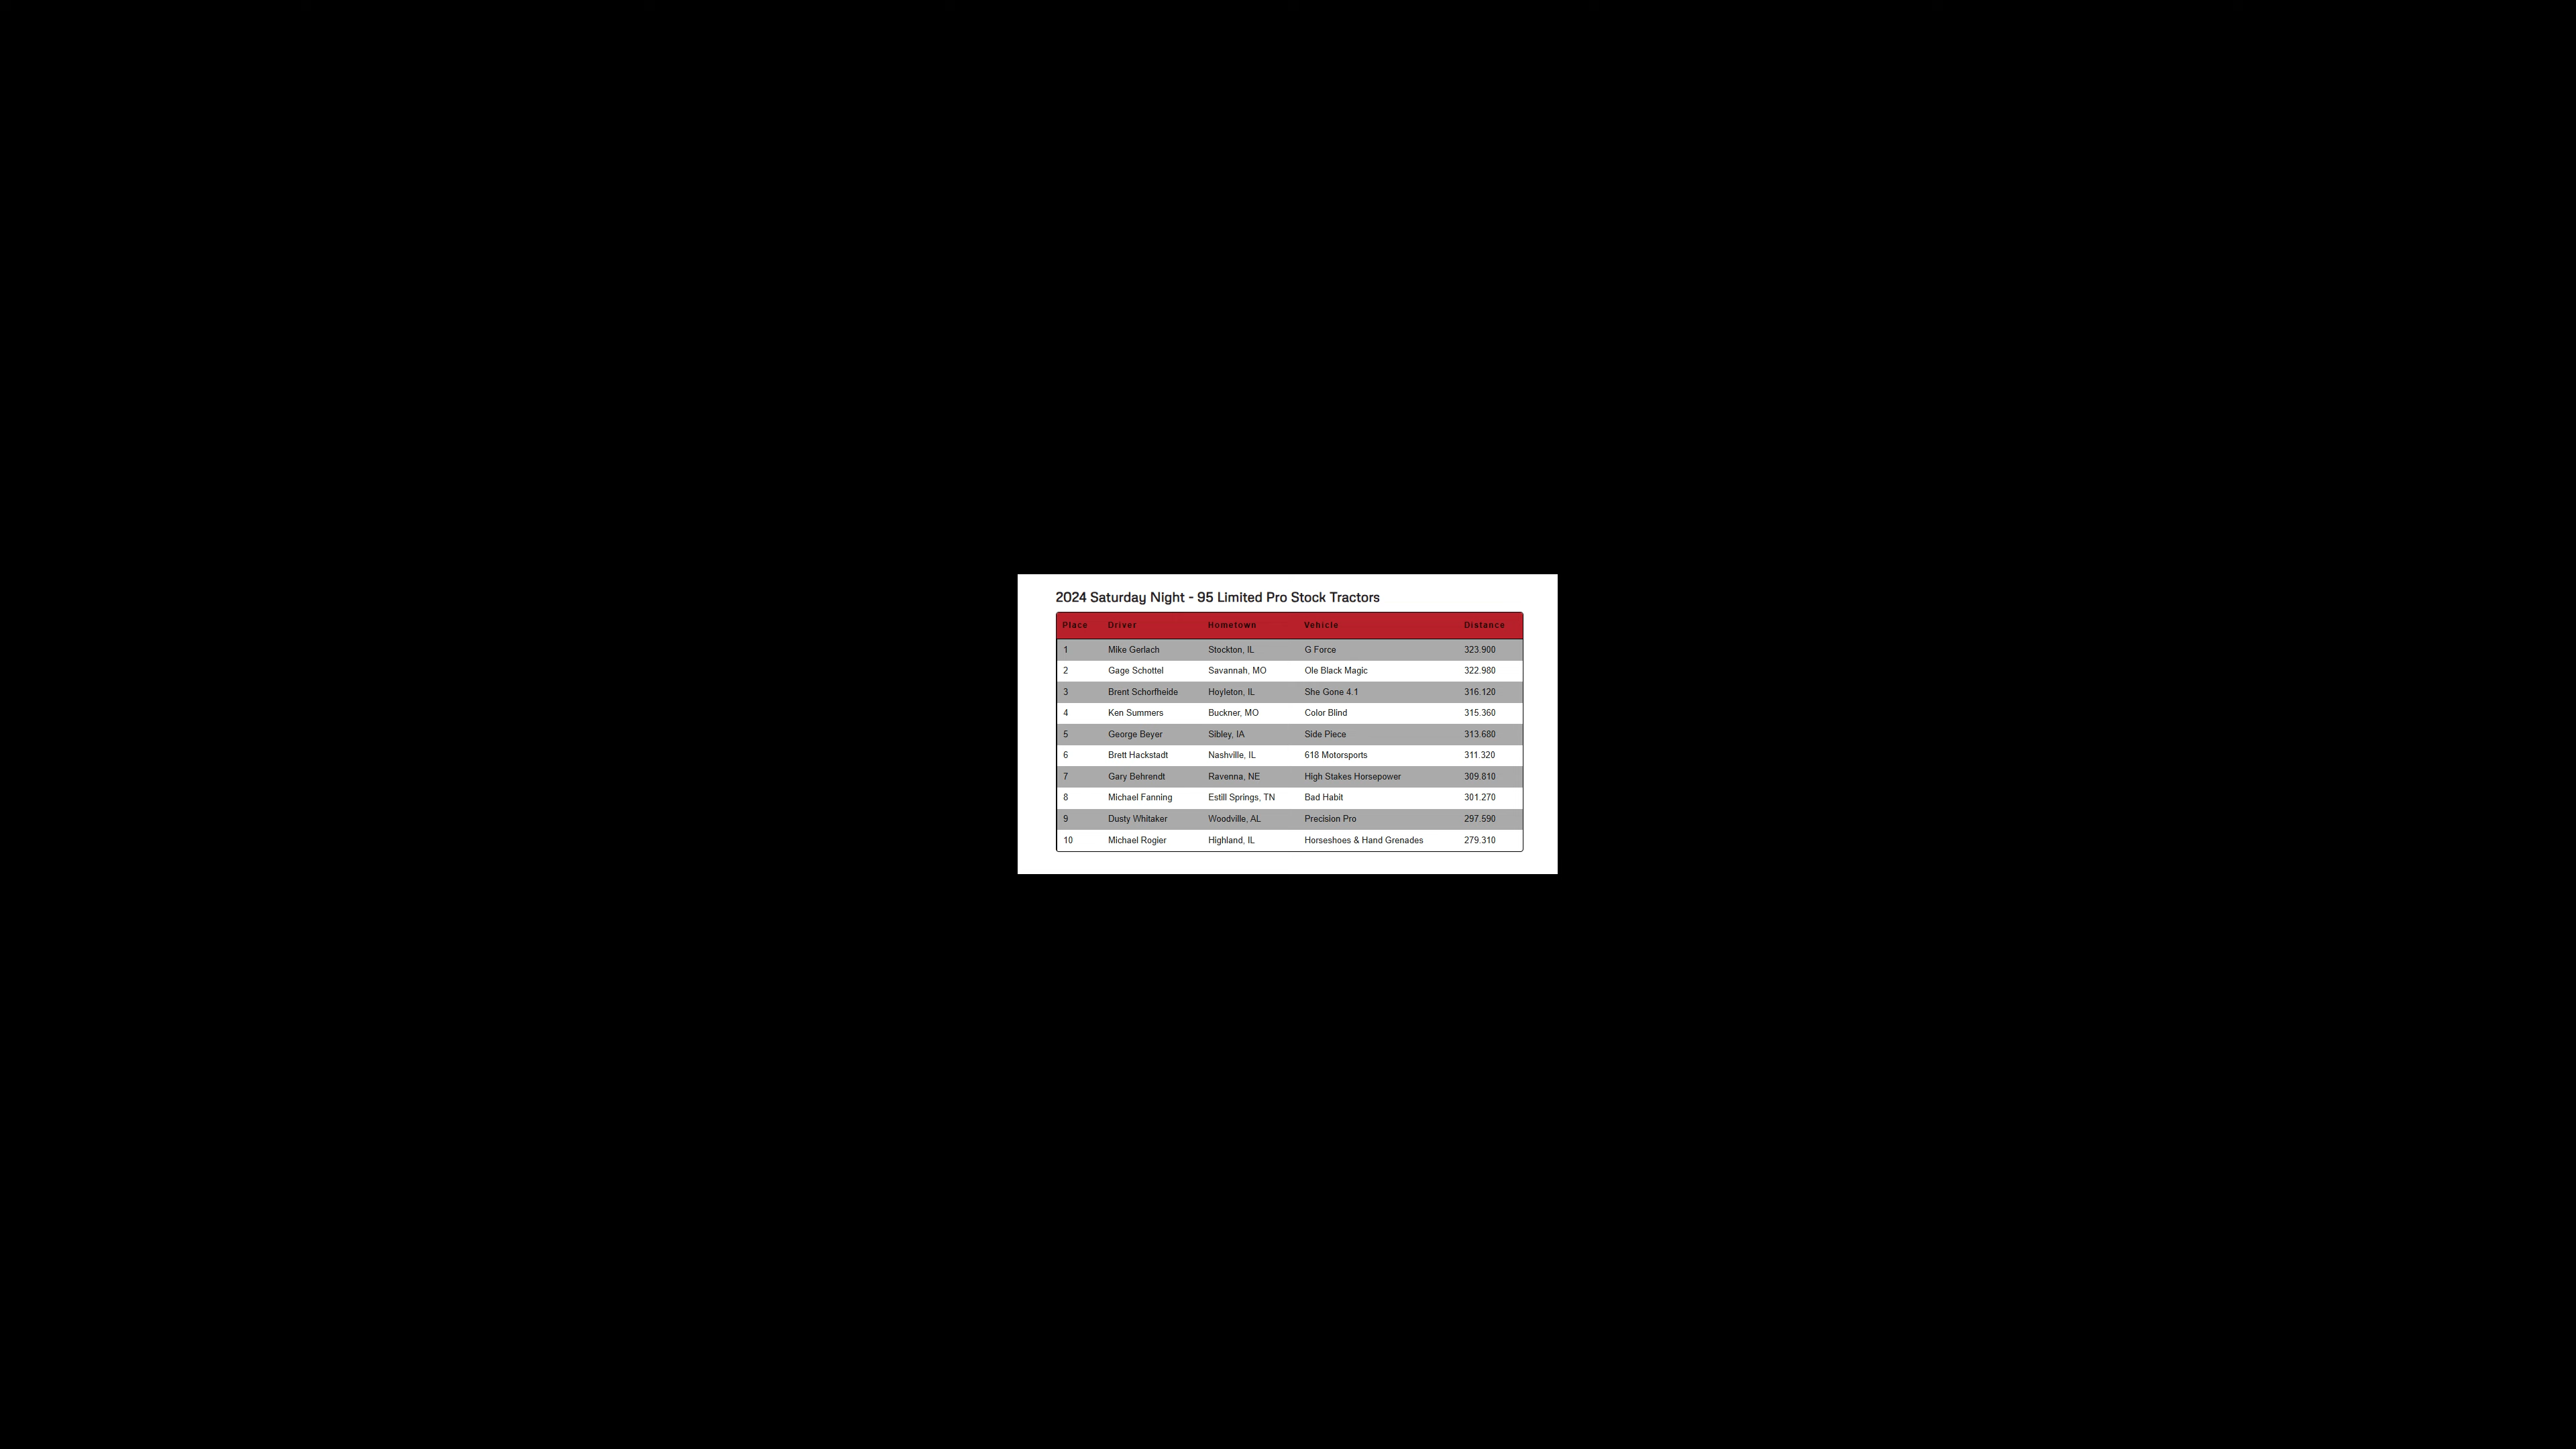 2024 Saturday Night - 95 Limited Pro Stock Tractors
Place Driver Hometown Vehicle Distance
1 Mike Gerlach Stockton, IL G Force 323.900
2 Gage Schottel Savannah, MO Ole Black Magic 322.980
3 Brent Schorfheide Hoyleton, IL She Gone 4.1 316.120
4 Ken Summers Buckner, MO Color Blind 315.360
5 George Beyer Sibley, IA Side Piece 313.680
6 Brett Hackstadt Nashville, IL 618 Motorsports 311.320
7 Gary Behrendt Ravenna, NE High Stakes Horsepower 309.810
8 Michael Fanning Estill Springs, TN Bad Habit 301.270
9 Dusty Whitaker Woodville, AL Precision Pro 297.590
10 Michael Rogier Highland, IL Horseshoes & Hand Grenades 279.310